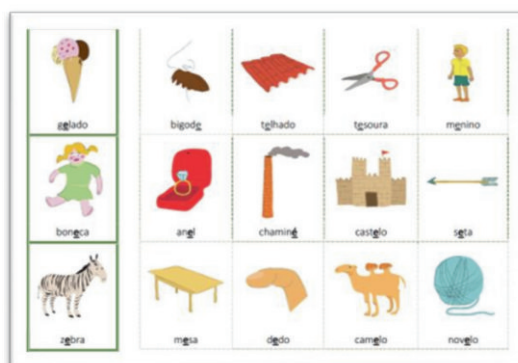 gelado bigode telhado tesoura menino
boneca anel chaminé castelo seta
zebra mesa dedo camelo novelo